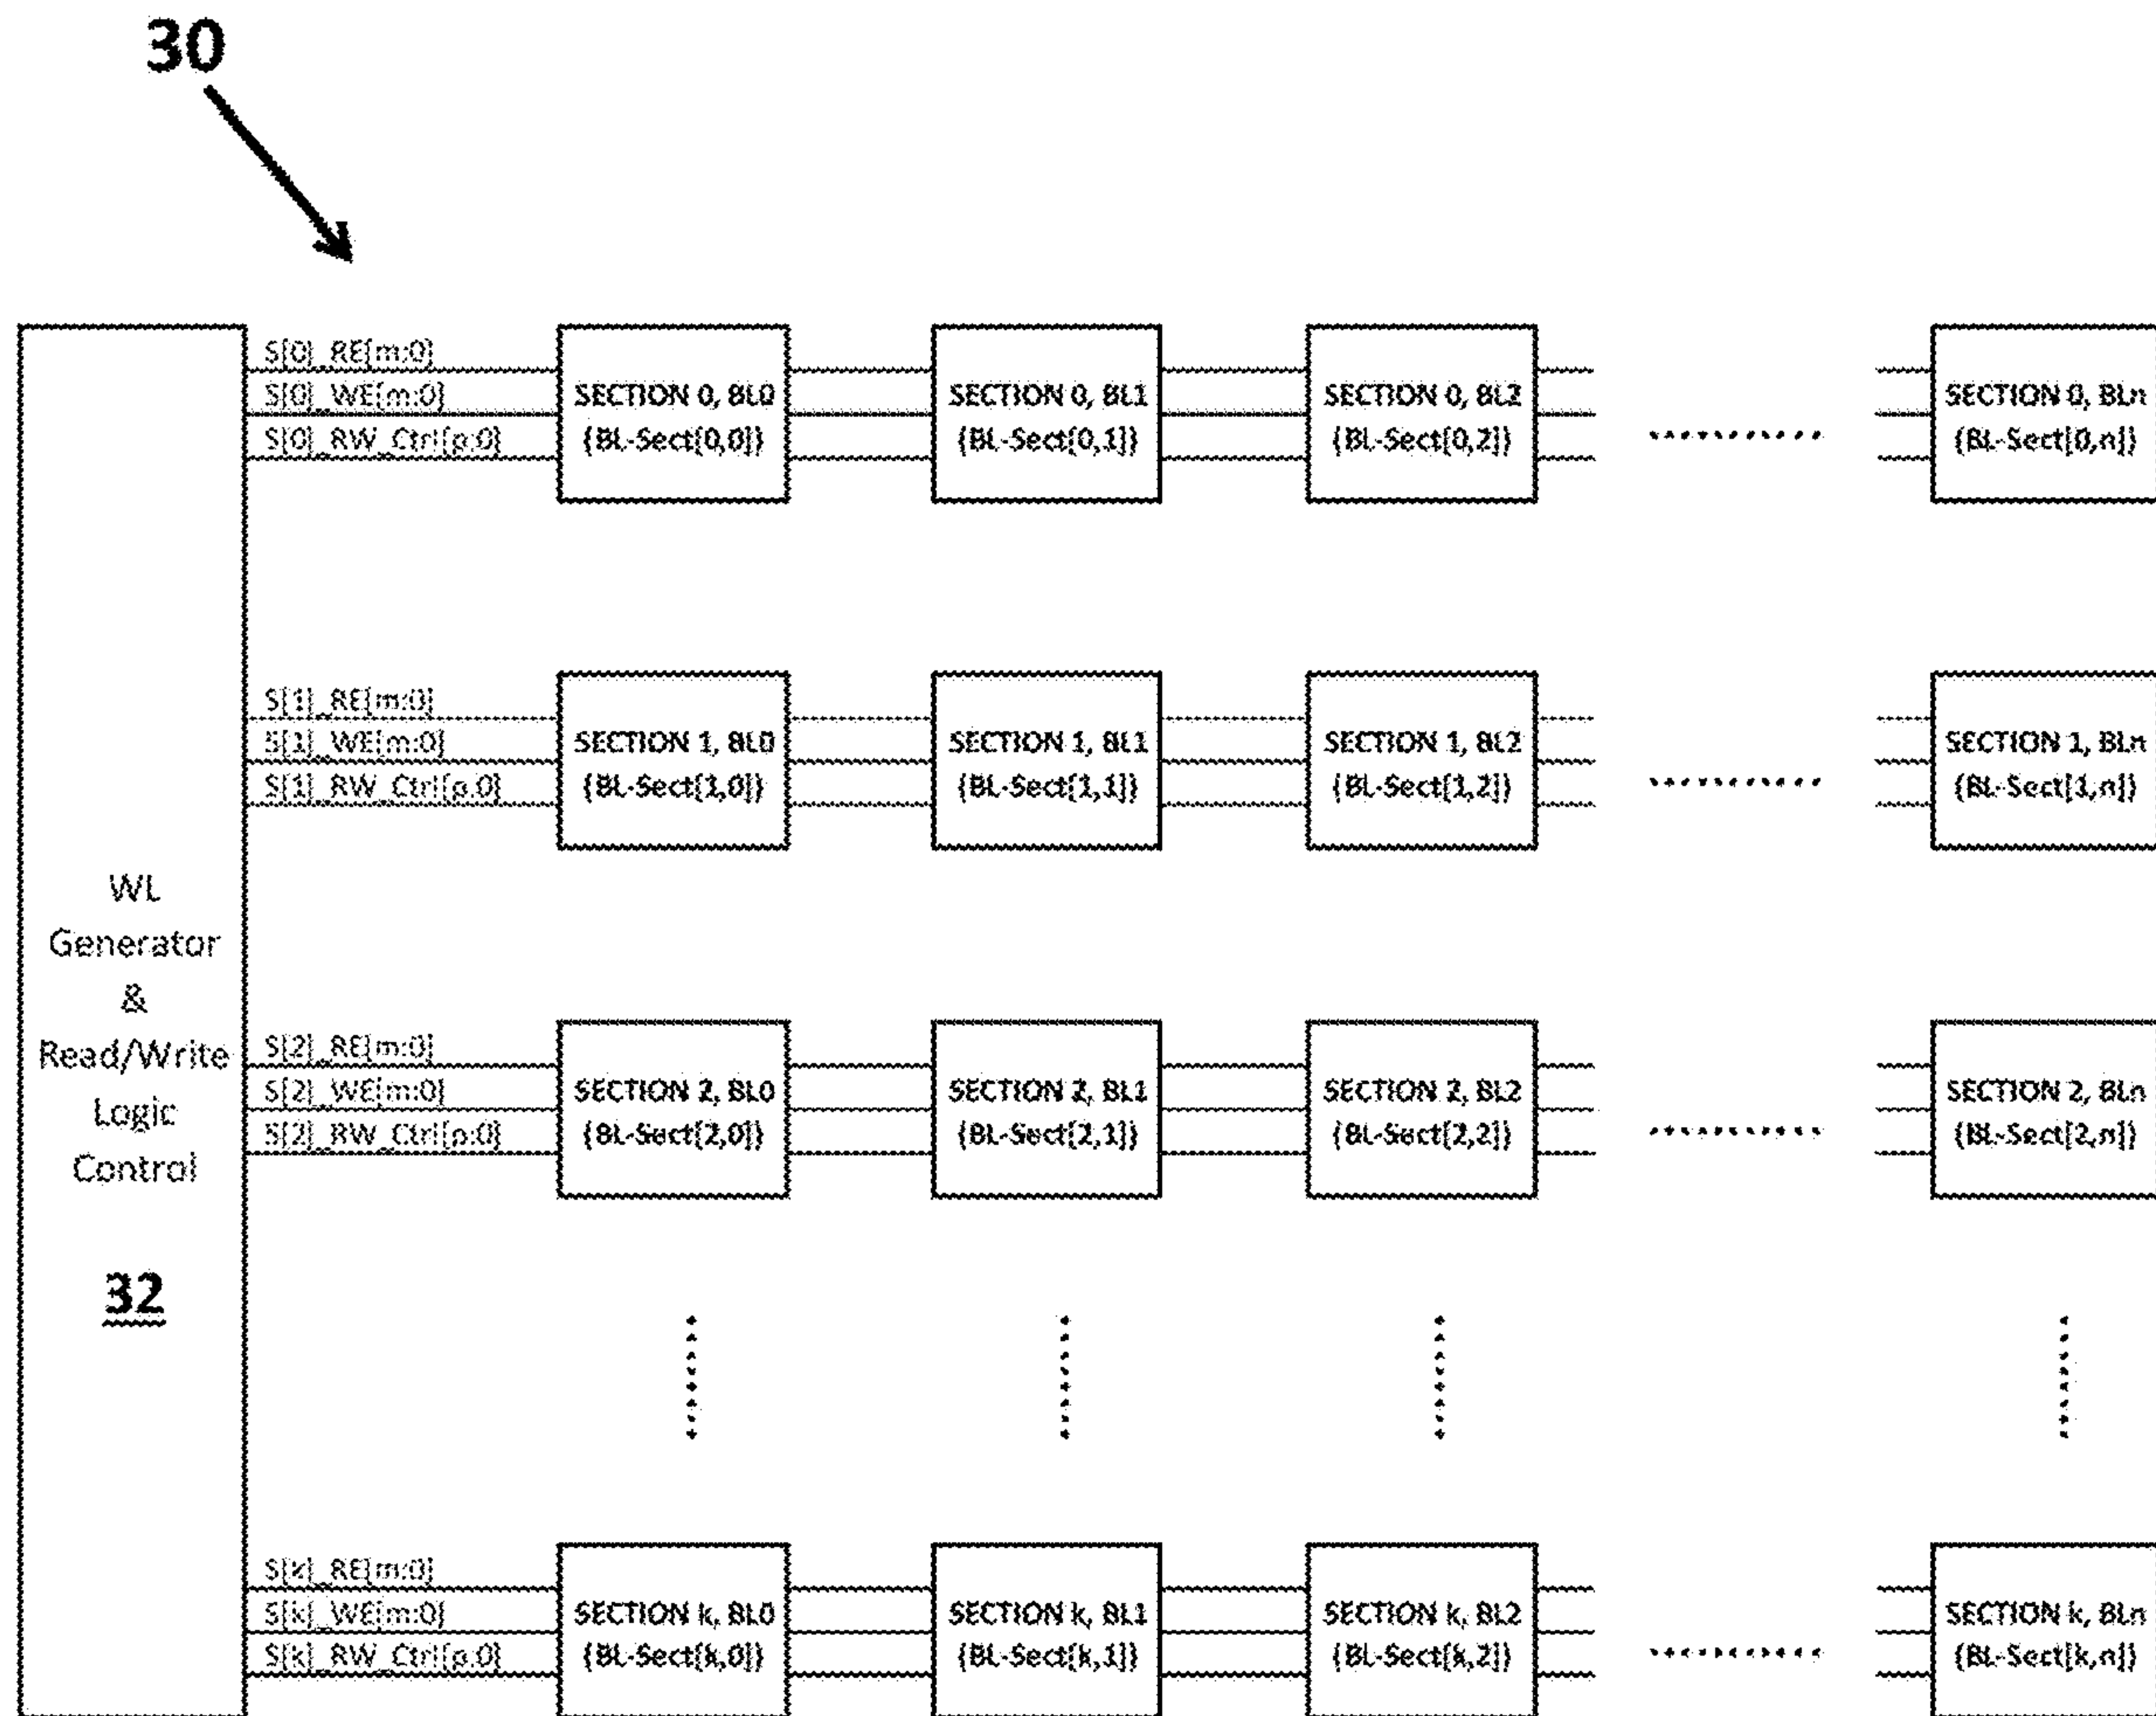 30
S[0]_RE[m:0]
S[0]_WE[m:0]
S[0]_RW_Ctrl[p:0]
SECTION 0, BL0
(BL-Sect[0,0])
SECTION 0, BL1
(BL-Sect[0,1])
SECTION 0, BL2
(BL-Sect[0,2])
SECTION 0, BLn
(BL-Sect[0,n])
S[1]_RE[m:0]
S[1]_WE[m:0]
S[1]_RW_Ctrl[p:0]
SECTION 1, BL0
(BL-Sect[1,0])
SECTION 1, BL1
(BL-Sect[1,1])
SECTION 1, BL2
(BL-Sect[1,2])
SECTION 1, BLn
(BL-Sect[1,n])
WL
Generator
&
Read/Write
Logic
Control
32
S[2]_RE[m:0]
S[2]_WE[m:0]
S[2]_RW_Ctrl[p:0]
SECTION 2, BL0
(BL-Sect[2,0])
SECTION 2, BL1
(BL-Sect[2,1])
SECTION 2, BL2
(BL-Sect[2,2])
SECTION 2, BLn
(BL-Sect[2,n])
S[k]_RE[m:0]
S[k]_WE[m:0]
S[k]_RW_Ctrl[p:0]
SECTION k, BL0
(BL-Sect[k,0])
SECTION k, BL1
(BL-Sect[k,1])
SECTION k, BL2
(BL-Sect[k,2])
SECTION k, BLn
(BL-Sect[k,n])